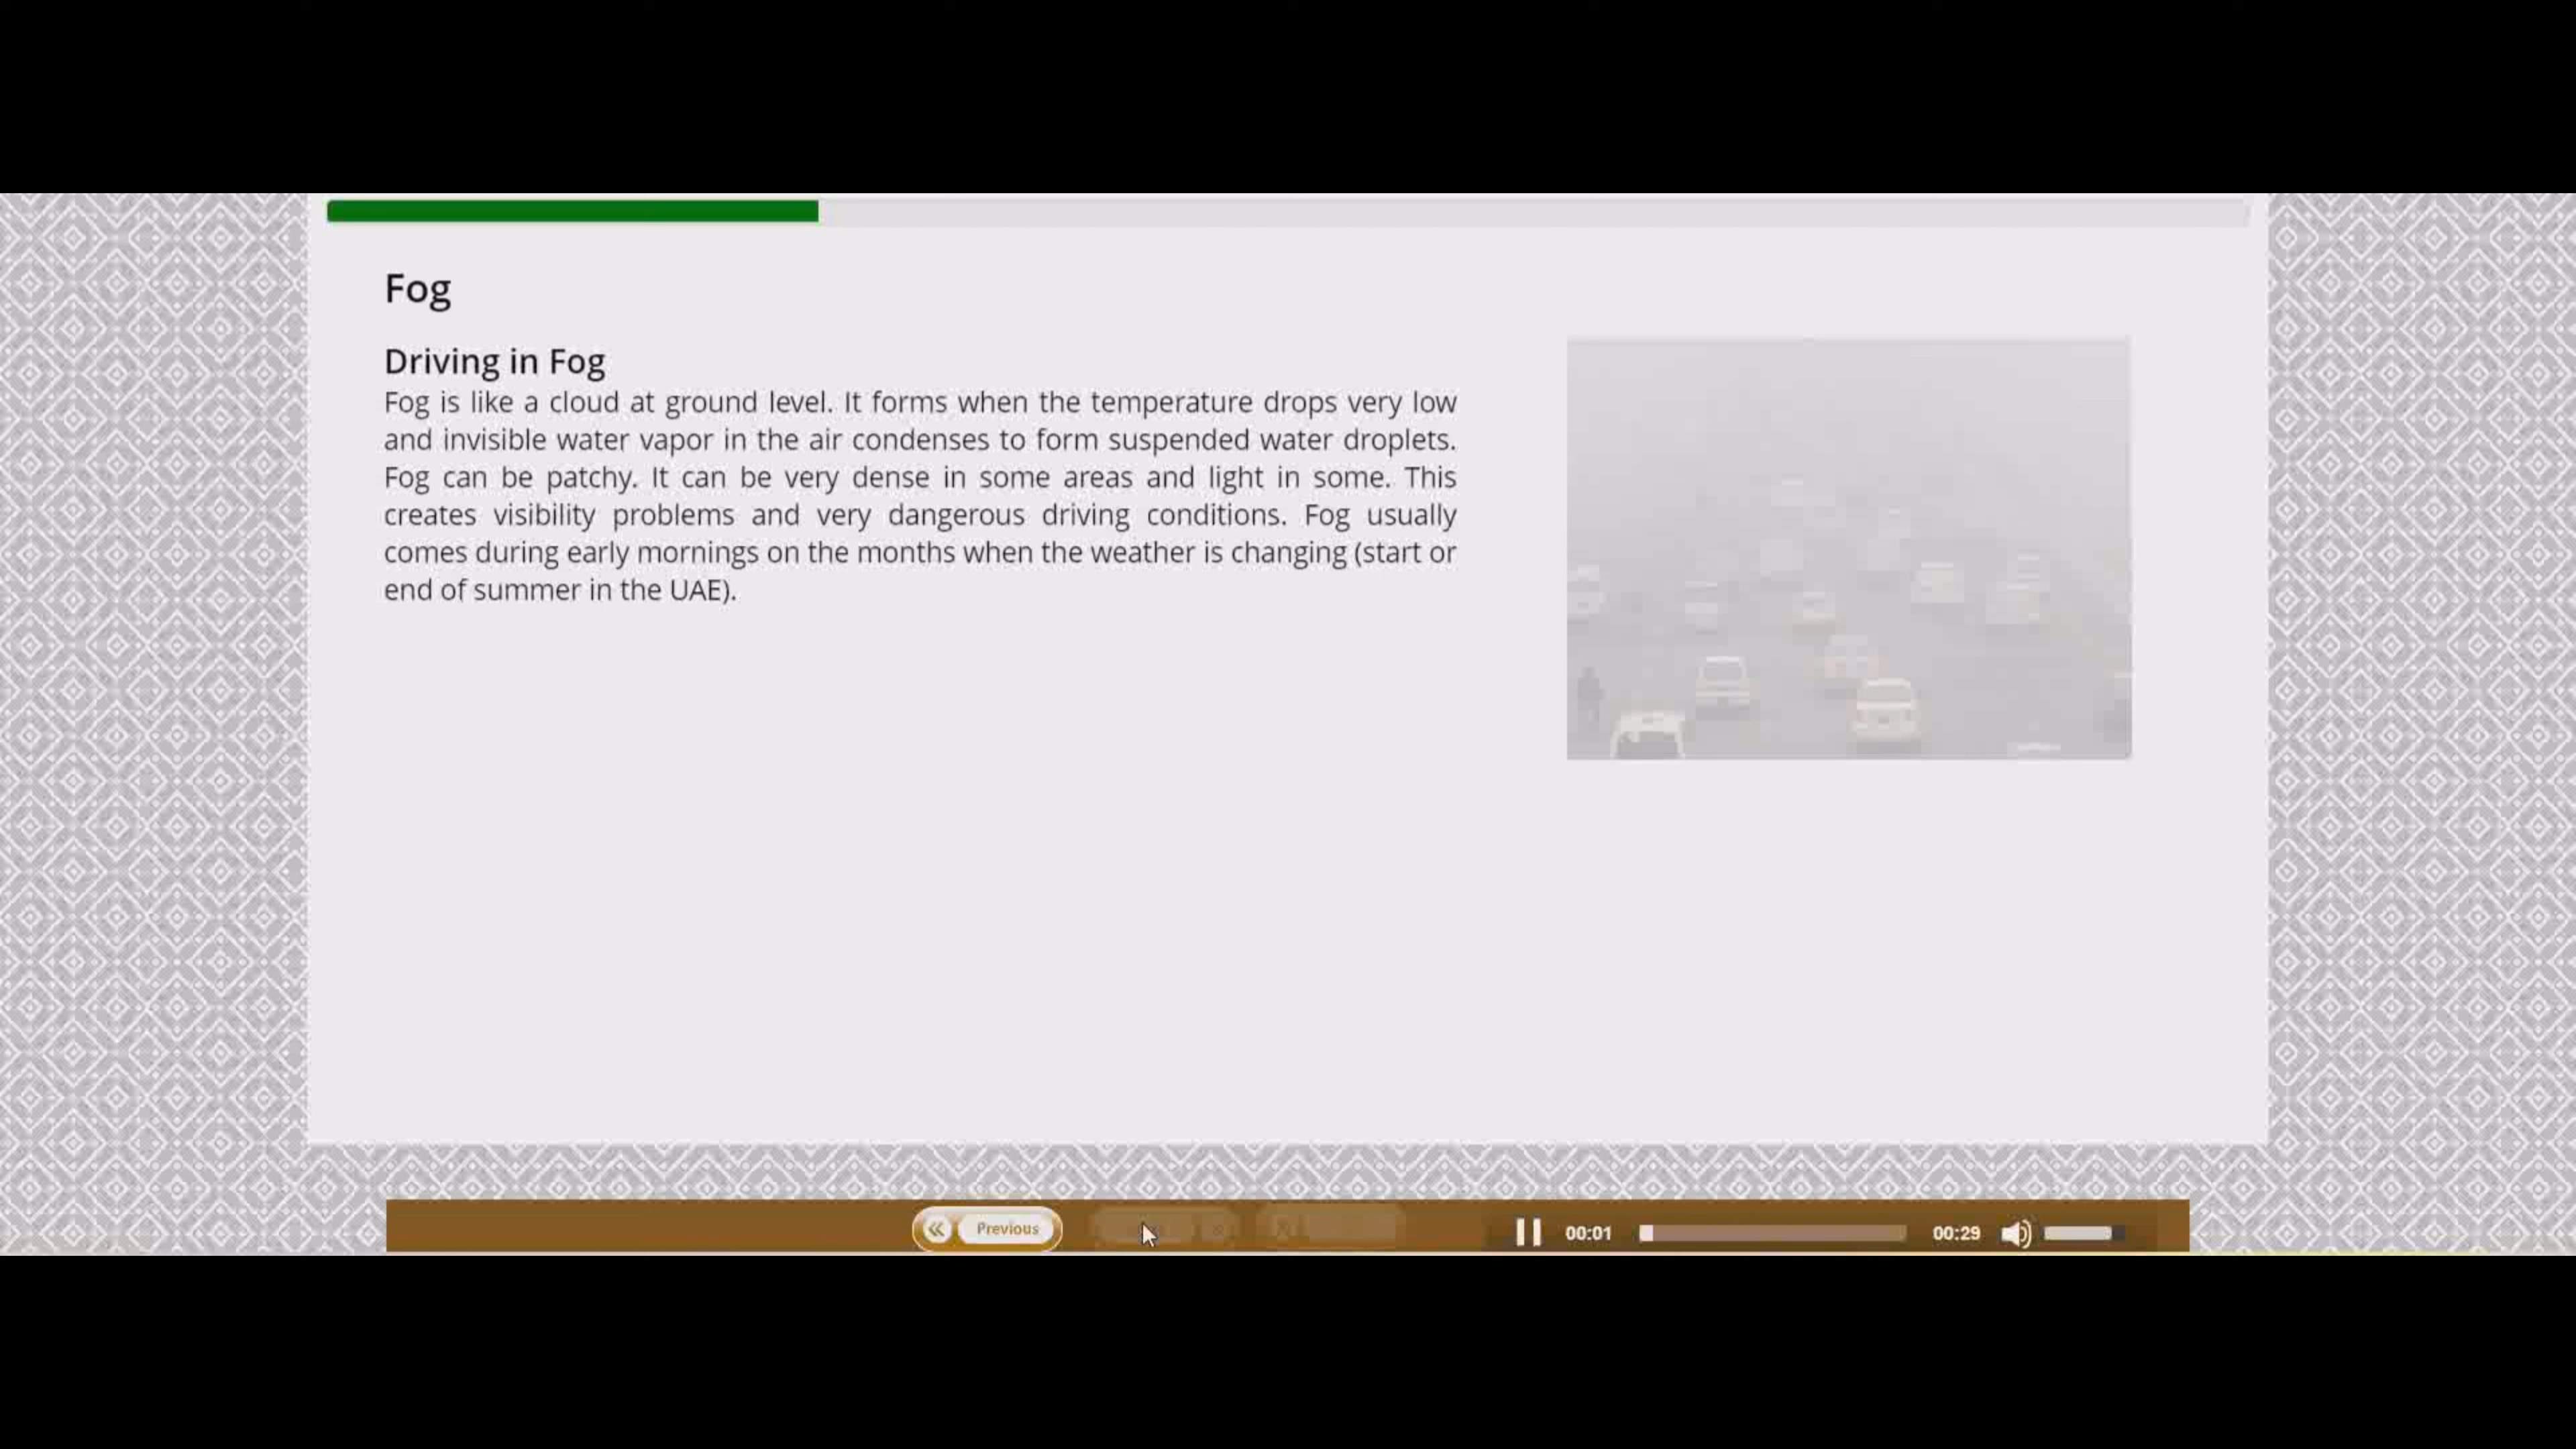 Fog
Driving in Fog
Fog is like a cloud at ground level. It forms when the temperature drops very low
and invisible water vapor in the air condenses to form suspended water droplets.
Fog can be patchy. It can be very dense in some areas and light in some. This
creates visibility problems and very dangerous driving conditions. Fog usually
comes during early mornings on the months when the weather is changing (start or
end of summer in the UAE).
Previous
00:01
00:29